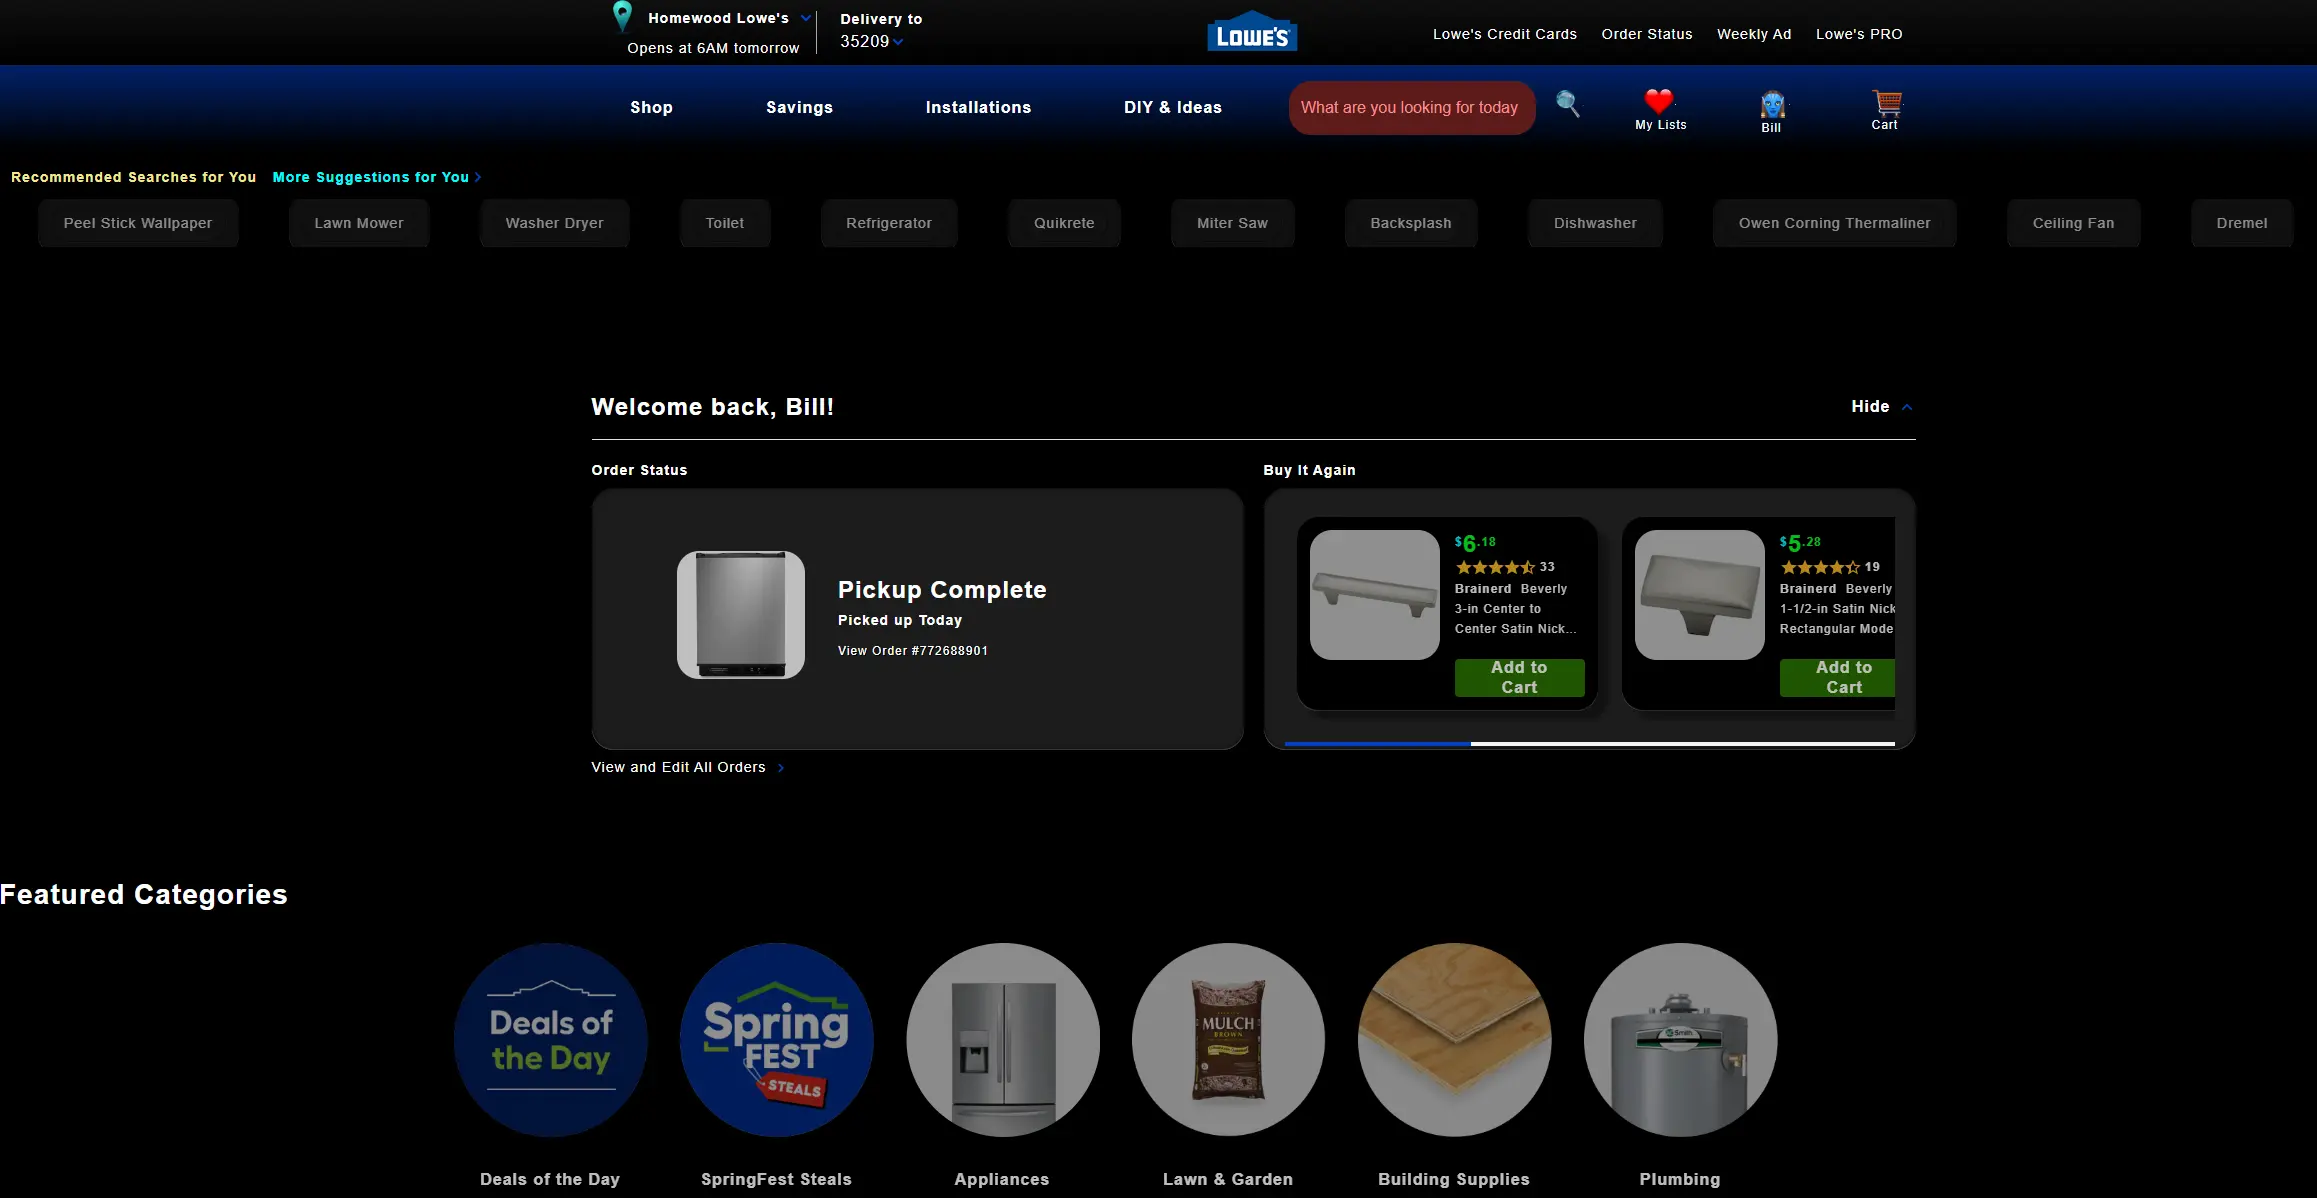 Homewood Lowe's
Opens at 6AM tomorrow
Delivery to
35209
LOWE'S
Lowe's Credit Cards
Order Status
Weekly Ad
Lowe's PRO
Shop
Savings
Installations
DIY & Ideas
What are you looking for today
My Lists
Bill
Cart
Recommended Searches for You
More Suggestions for You
Peel Stick Wallpaper
Lawn Mower
Washer Dryer
Toilet
Refrigerator
Quikrete
Miter Saw
Backsplash
Dishwasher
Owen Corning Thermaliner
Ceiling Fan
Dremel
Welcome back, Bill!
Hide
Order Status
Pickup Complete
Picked up Today
View Order #772688901
View and Edit All Orders
Buy It Again
$6.18
33
Brainerd Beverly
3-in Center to
Center Satin Nick...
Add to
Cart
$5.28
19
Brainerd Beverly
1-1/2-in Satin Nick
Rectangular Mode
Add to
Cart
Featured Categories
Deals of
the Day
Spring
FEST
STEALS
MULCH
BROWN
Smith
Deals of the Day
SpringFest Steals
Appliances
Lawn & Garden
Building Supplies
Plumbing